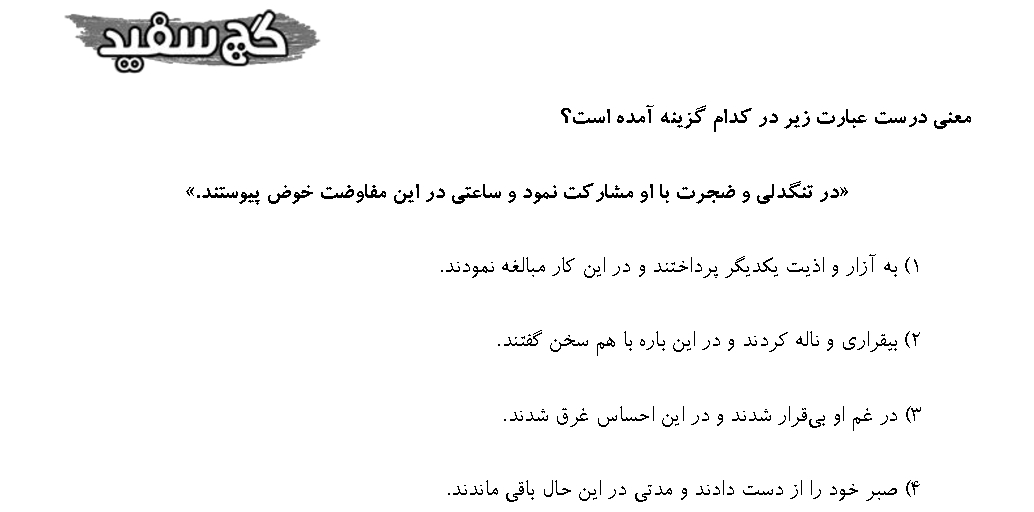 گچ سفید
معنی درست عبارت زیر در کدام گزینه آمده است؟
«در تنگدلی و ضجرت با او مشارکت نمود و ساعتی در این مفاوضت خوض پیوستند.»
۱) به آزار و اذیت یکدیگر پرداختند و در این کار مبالغه نمودند.
۲) بیقراری و ناله کردند و در این باره با هم سخن گفتند.
۳) در غم او بی‌قرار شدند و در این احساس غرق شدند.
۴) صبر خود را از دست دادند و مدتی در این حال باقی ماندند.